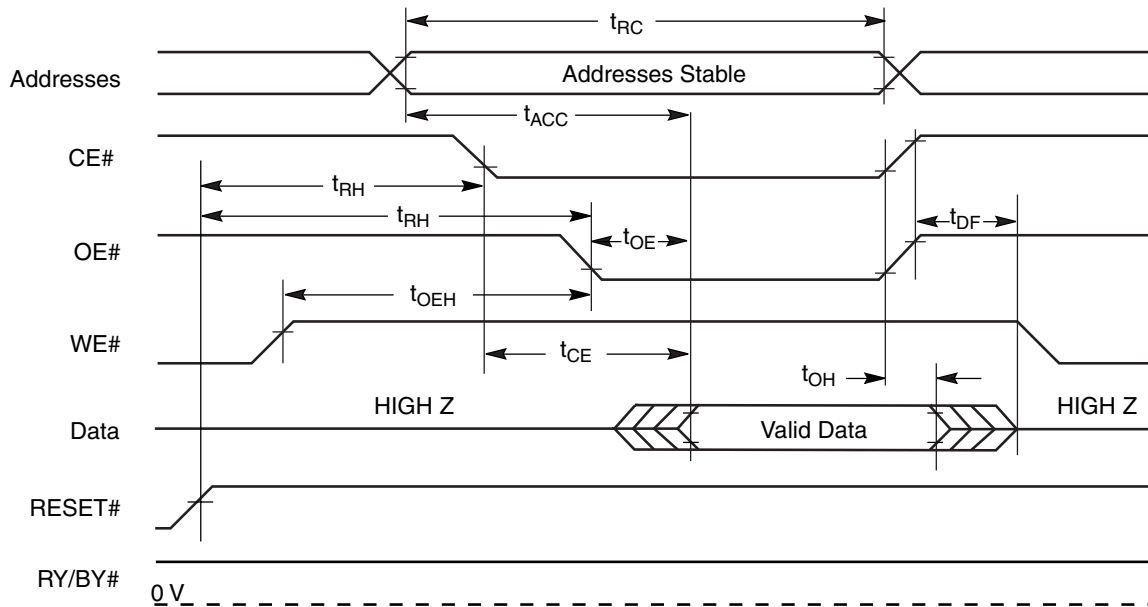 tRC
Addresses
Addresses Stable
tACC
CE#
tRH
tRH
tDF
OE#
tOE
tOEH
WE#
tCE
tOH
HIGH Z
HIGH Z
Data
Valid Data
RESET#
RY/BY#
0 V